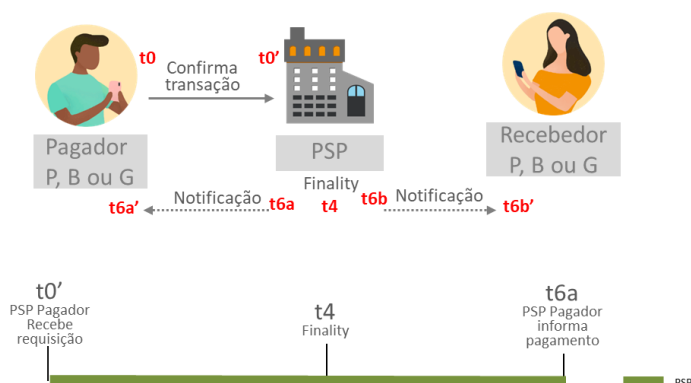 t0
Confirma
transação
t0’
Pagador
P, B ou G
PSP
Recebedor
P, B ou G
Finality
t6a’
Notificação
t6a
t4
t6b
Notificação
t6b’
t0’
PSP Pagador
Recebe
requisição
t4
Finality
t6a
PSP Pagador
informa
pagamento
PSP